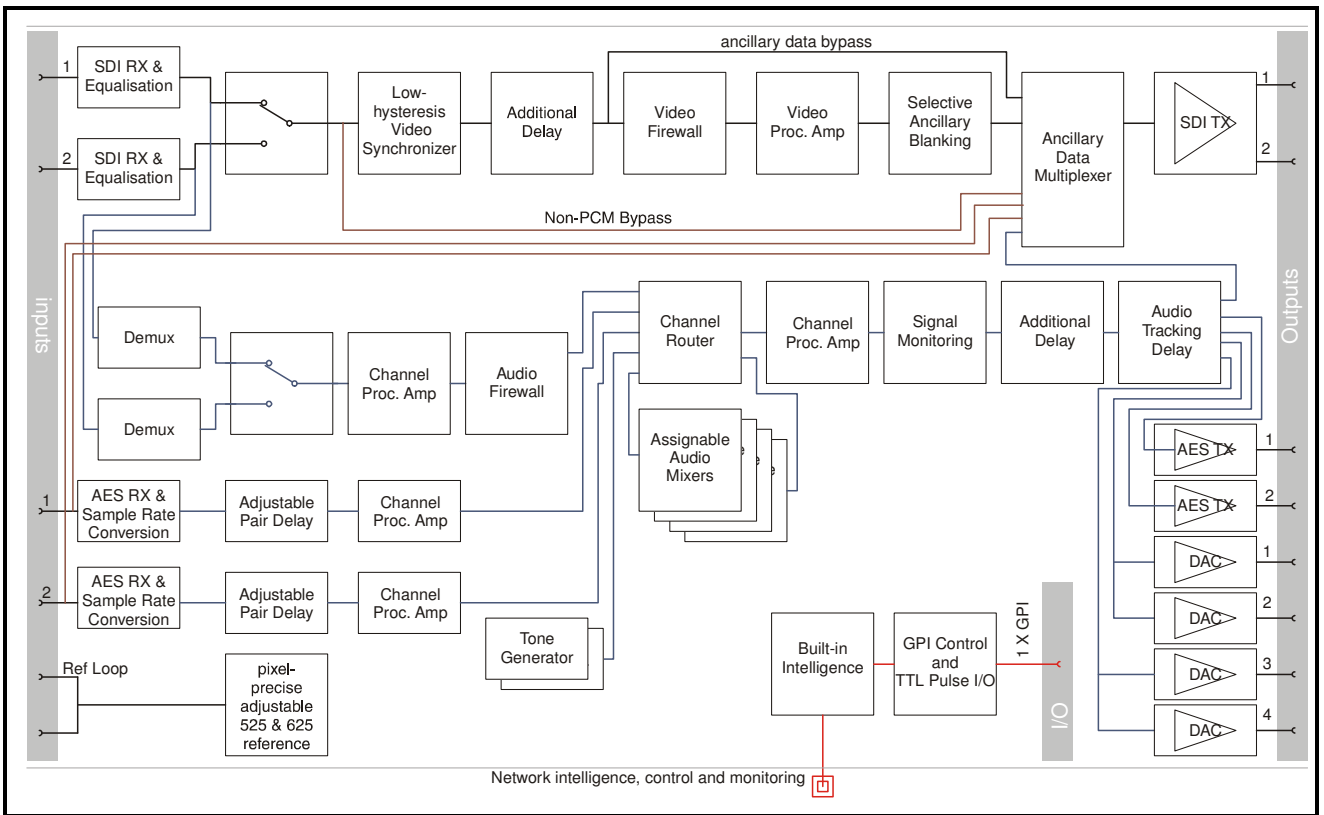 ancillary data bypass
inputs
Outputs
1
SDI RX &
Equalisation
2
SDI RX &
Equalisation
Low-
hysteresis
Video
Synchronizer
Additional
Delay
Video
Firewall
Video
Proc. Amp
Selective
Ancillary
Blanking
Ancillary
Data
Multiplexer
SDI TX
1
2
Non-PCM Bypass
Demux
Demux
Channel
Proc. Amp
Audio
Firewall
Channel
Router
Channel
Proc. Amp
Signal
Monitoring
Additional
Delay
Audio
Tracking
Delay
Assignable
Audio
Mixers
e
e
e
1
AES RX &
Sample Rate
Conversion
Adjustable
Pair Delay
Channel
Proc. Amp
2
AES RX &
Sample Rate
Conversion
Adjustable
Pair Delay
Channel
Proc. Amp
Tone
Generator
Ref Loop
pixel-
precise
adjustable
525 & 625
reference
Built-in
Intelligence
GPI Control
and
TTL Pulse I/O
1 X GPI
I/O
AES TX
1
AES TX
2
DAC
1
DAC
2
DAC
3
DAC
4
Network intelligence, control and monitoring